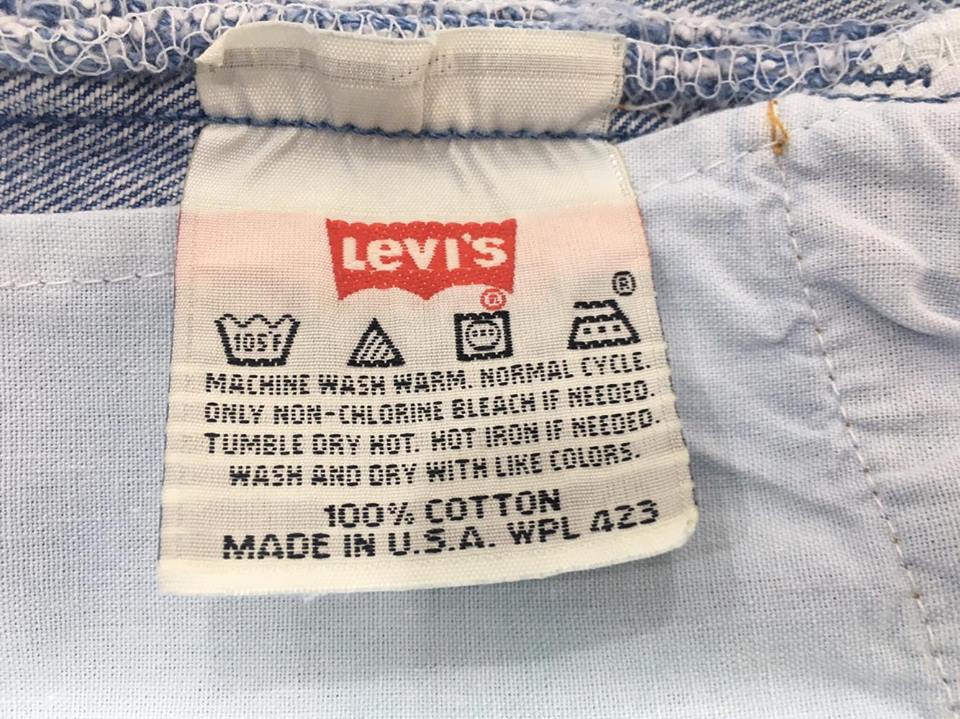 Levi's
®
®
105°F
MACHINE WASH WARM. NORMAL CYCLE.
ONLY NON-CHLORINE BLEACH IF NEEDED.
TUMBLE DRY HOT. HOT IRON IF NEEDED.
WASH AND DRY WITH LIKE COLORS.
100% COTTON
MADE IN U.S.A. WPL 423